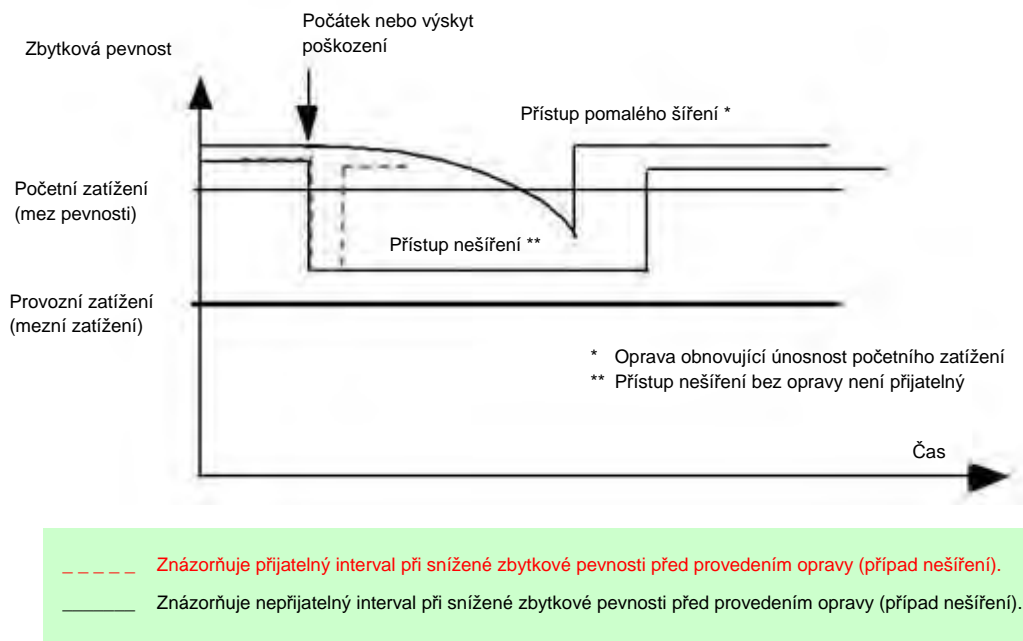 Počátek nebo výskyt
poškození
Zbytková pevnost
Přístup pomalého šíření *
Početní zatížení
(mez pevnosti)
Přístup nešíření **
Provozní zatížení
(mezní zatížení)
* Oprava obnovující únosnost početního zatížení
** Přístup nešíření bez opravy není přijatelný
Čas
_ _ _ _ _ Znázorňuje přijatelný interval při snížené zbytkové pevnosti před provedením opravy (případ nešíření).
_______ Znázorňuje nepřijatelný interval při snížené zbytkové pevnosti před provedením opravy (případ nešíření).